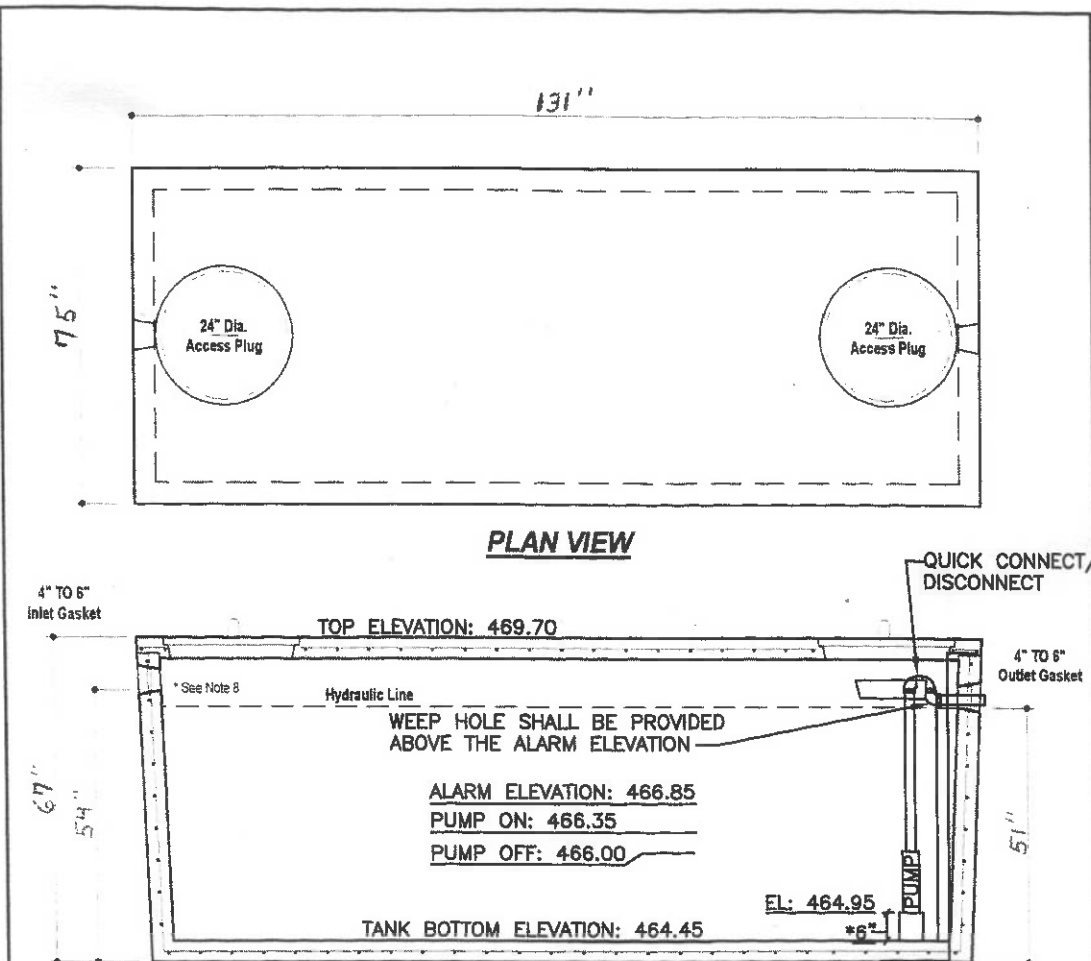 131"
75"
24" Dia.
Access Plug
24" Dia.
Access Plug
PLAN VIEW
QUICK CONNECT/
DISCONNECT
4" TO 6"
Inlet Gasket
TOP ELEVATION: 469.70
4" TO 6"
Outlet Gasket
* See Note 8
Hydraulic Line
WEEP HOLE SHALL BE PROVIDED
ABOVE THE ALARM ELEVATION
67"
54"
ALARM ELEVATION: 466.85
PUMP ON: 466.35
PUMP OFF: 466.00
51"
PUMP
EL: 464.95
*6"
TANK BOTTOM ELEVATION: 464.45